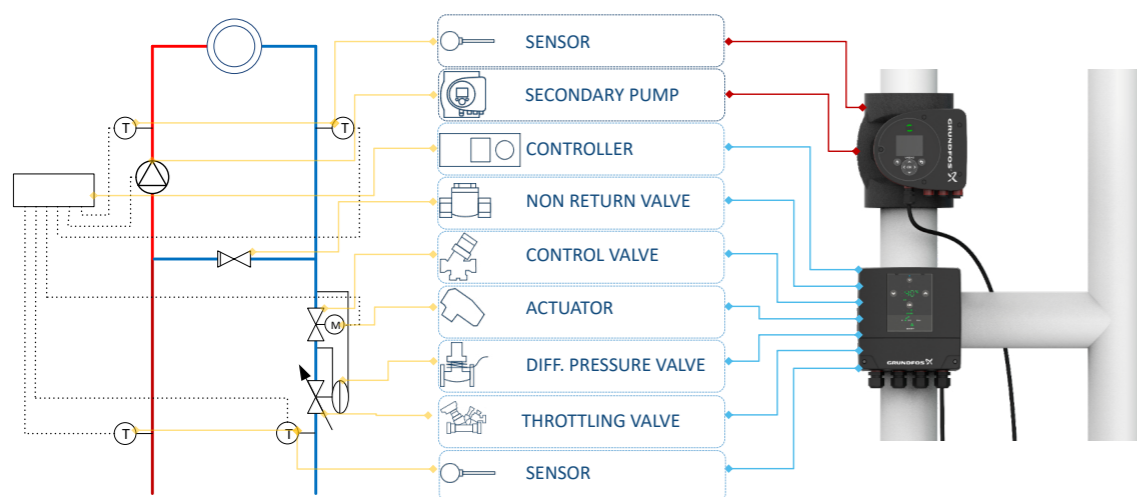 SENSOR
SECONDARY PUMP
T
T
CONTROLLER
GRUNDFOS X
NON RETURN VALVE
CONTROL VALVE
ACTUATOR
M
DIFF. PRESSURE VALVE
GRUNDFOS X
THROTTLING VALVE
T
T
SENSOR